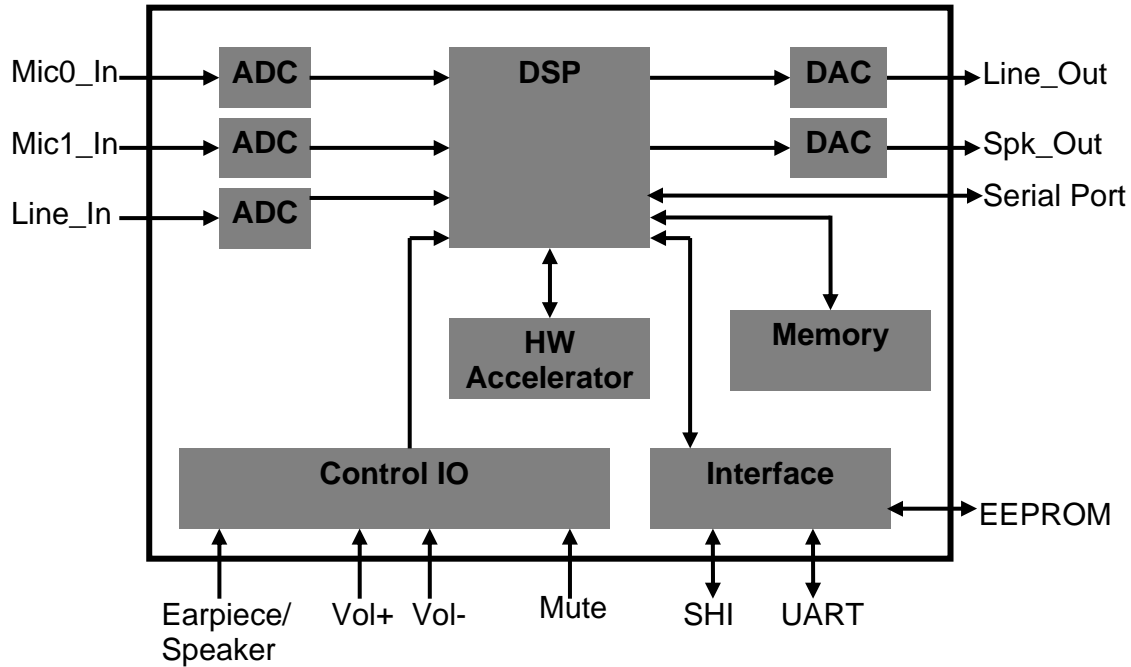 Mic0_In
ADC
DSP
DAC
Line_Out
Mic1_In
ADC
DAC
Spk_Out
Line_In
ADC
Serial Port
HW
Accelerator
Memory
Control IO
Interface
EEPROM
Earpiece/
Speaker
Vol+
Vol-
Mute
SHI
UART